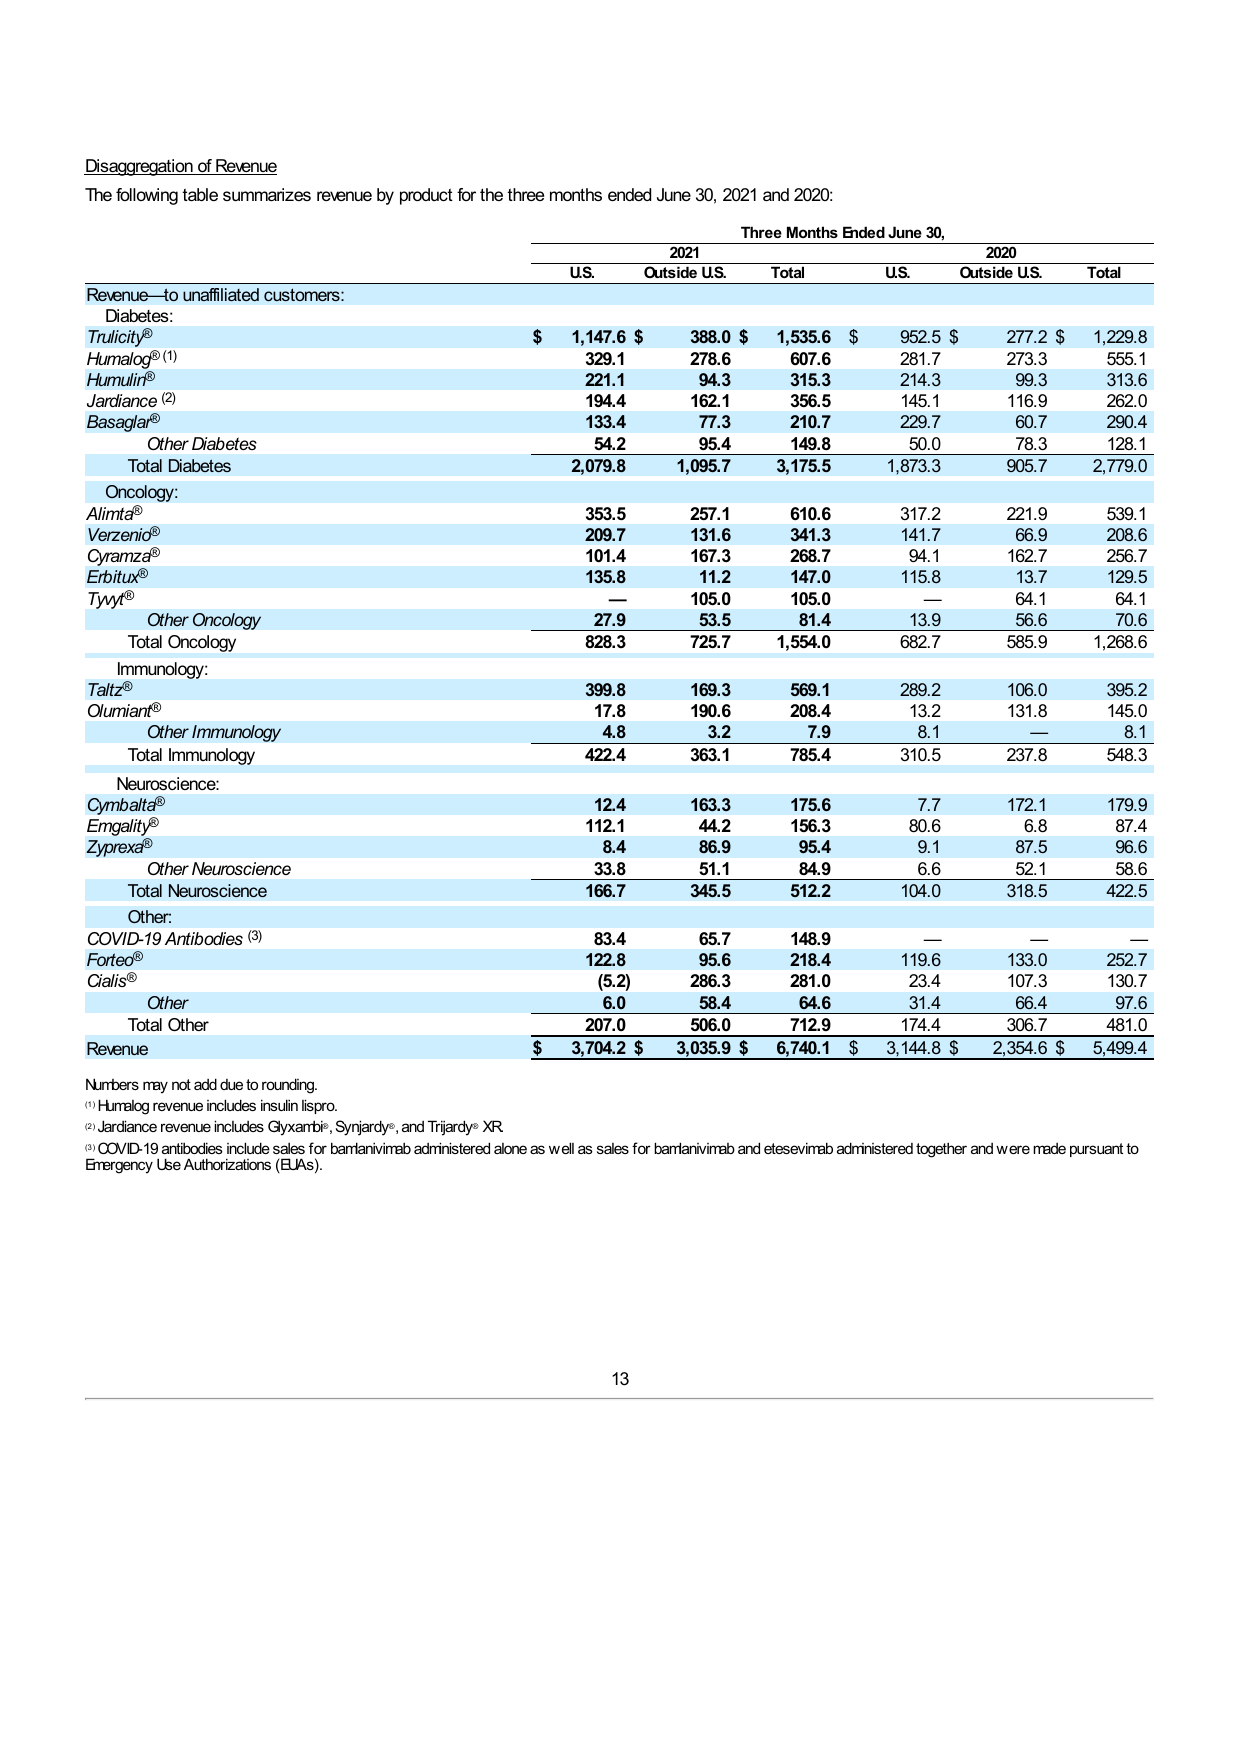 Disaggregation of Revenue
The following table summarizes revenue by product for the three months ended June 30, 2021 and 2020:
Three Months Ended June 30,
2021 2020
U.S. Outside U.S. Total U.S. Outside U.S. Total
Revenue—to unaffiliated customers:
Diabetes:
Trulicity® $ 1,147.6 $ 388.0 $ 1,535.6 $ 952.5 $ 277.2 $ 1,229.8
Humalog® (1) 329.1 278.6 607.6 281.7 273.3 555.1
Humulin® 221.1 94.3 315.3 214.3 99.3 313.6
Jardiance (2) 194.4 162.1 356.5 145.1 116.9 262.0
Basaglar® 133.4 77.3 210.7 229.7 60.7 290.4
Other Diabetes 54.2 95.4 149.8 50.0 78.3 128.1
Total Diabetes 2,079.8 1,095.7 3,175.5 1,873.3 905.7 2,779.0
Oncology:
Alimta® 353.5 257.1 610.6 317.2 221.9 539.1
Verzenio® 209.7 131.6 341.3 141.7 66.9 208.6
Cyramza® 101.4 167.3 268.7 94.1 162.7 256.7
Erbitux® 135.8 11.2 147.0 115.8 13.7 129.5
Tyvyt® — 105.0 105.0 — 64.1 64.1
Other Oncology 27.9 53.5 81.4 13.9 56.6 70.6
Total Oncology 828.3 725.7 1,554.0 682.7 585.9 1,268.6
Immunology:
Taltz® 399.8 169.3 569.1 289.2 106.0 395.2
Olumiant® 17.8 190.6 208.4 13.2 131.8 145.0
Other Immunology 4.8 3.2 7.9 8.1 — 8.1
Total Immunology 422.4 363.1 785.4 310.5 237.8 548.3
Neuroscience:
Cymbalta® 12.4 163.3 175.6 7.7 172.1 179.9
Emgality® 112.1 44.2 156.3 80.6 6.8 87.4
Zyprexa® 8.4 86.9 95.4 9.1 87.5 96.6
Other Neuroscience 33.8 51.1 84.9 6.6 52.1 58.6
Total Neuroscience 166.7 345.5 512.2 104.0 318.5 422.5
Other:
COVID-19 Antibodies (3) 83.4 65.7 148.9 — — —
Forteo® 122.8 95.6 218.4 119.6 133.0 252.7
Cialis® (5.2) 286.3 281.0 23.4 107.3 130.7
Other 6.0 58.4 64.6 31.4 66.4 97.6
Total Other 207.0 506.0 712.9 174.4 306.7 481.0
Revenue $ 3,704.2 $ 3,035.9 $ 6,740.1 $ 3,144.8 $ 2,354.6 $ 5,499.4
Numbers may not add due to rounding.
(1) Humalog revenue includes insulin lispro.
(2) Jardiance revenue includes Glyxambi®, Synjardy®, and Trijardy® XR.
(3) COVID-19 antibodies include sales for bamlanivimab administered alone as well as sales for bamlanivimab and etesevimab administered together and were made pursuant to
Emergency Use Authorizations (EUAs).
13